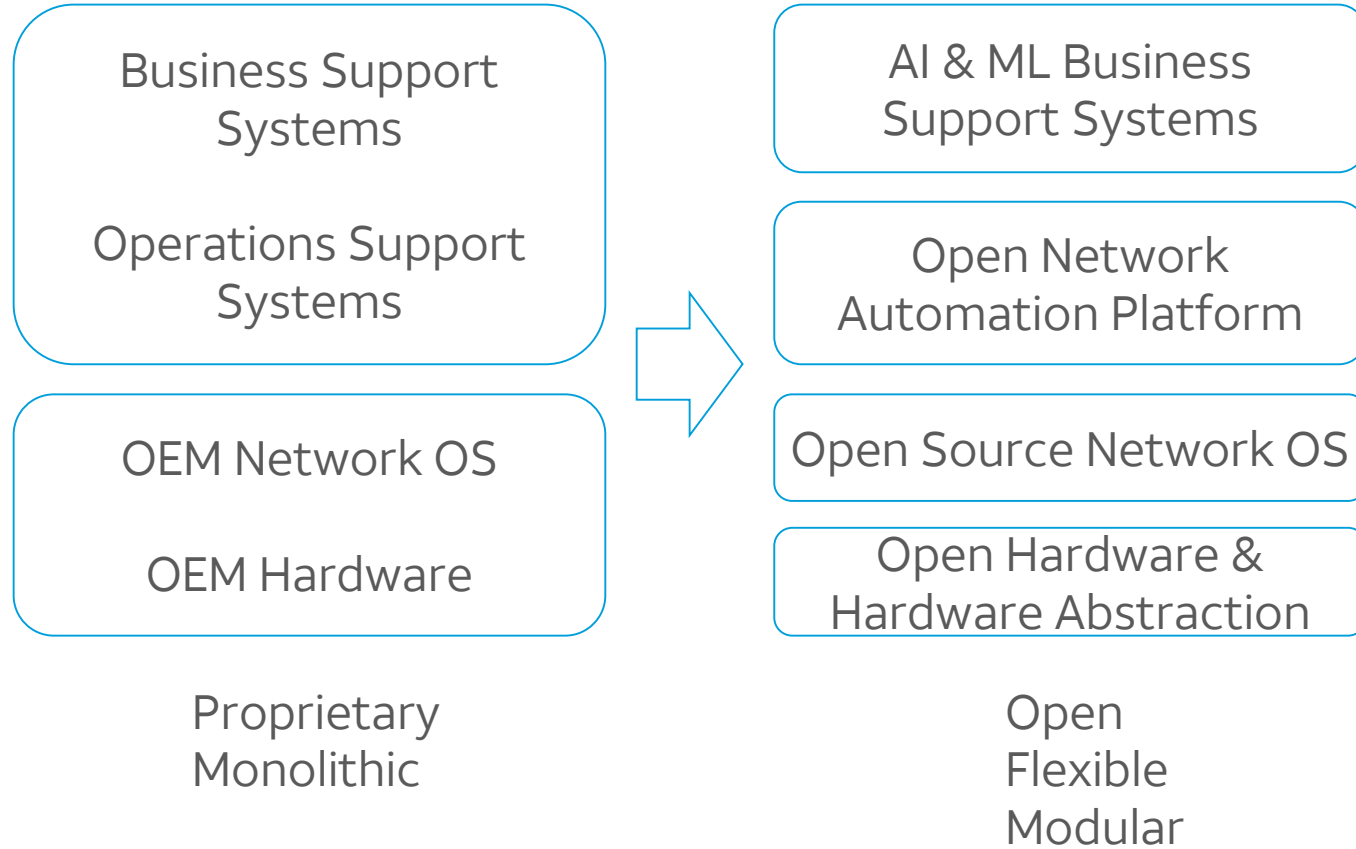 Business Support
Systems
Operations Support
Systems
OEM Network OS
OEM Hardware
Proprietary
Monolithic
AI & ML Business
Support Systems
Open Network
Automation Platform
Open Source Network OS
Open Hardware &
Hardware Abstraction
Open
Flexible
Modular